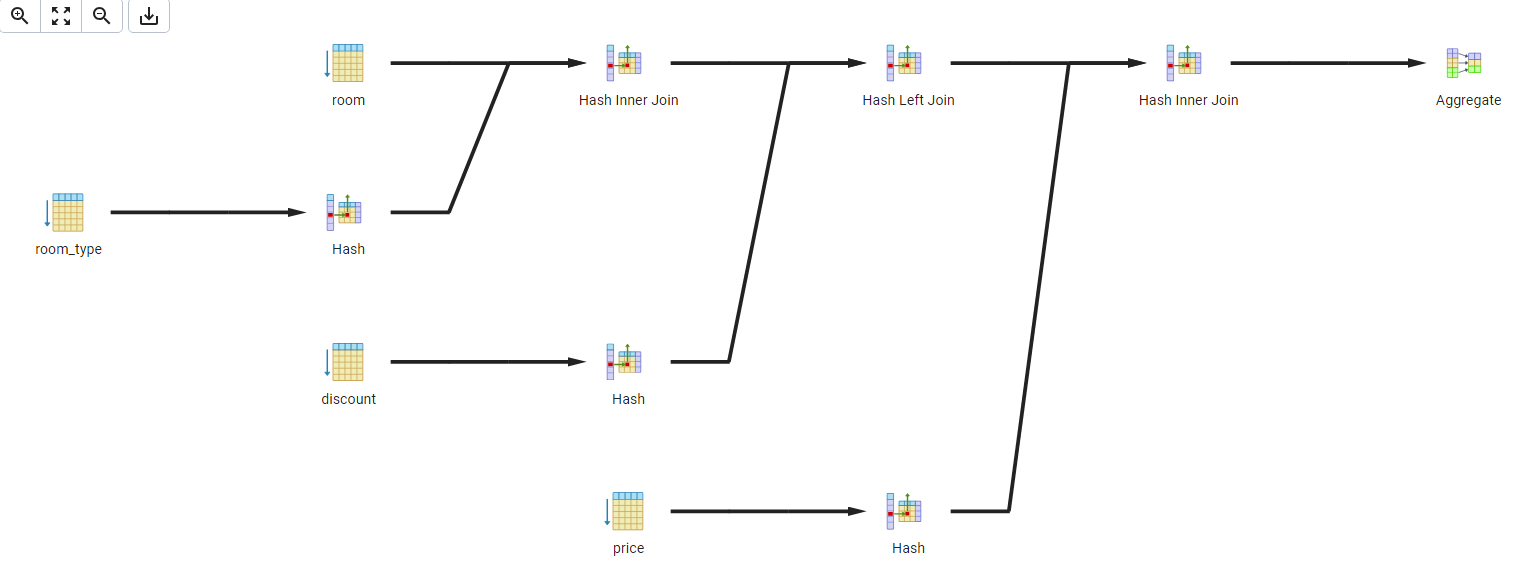 room
Hash Inner Join
Hash Left Join
Hash Inner Join
Aggregate
room_type
Hash
discount
Hash
price
Hash